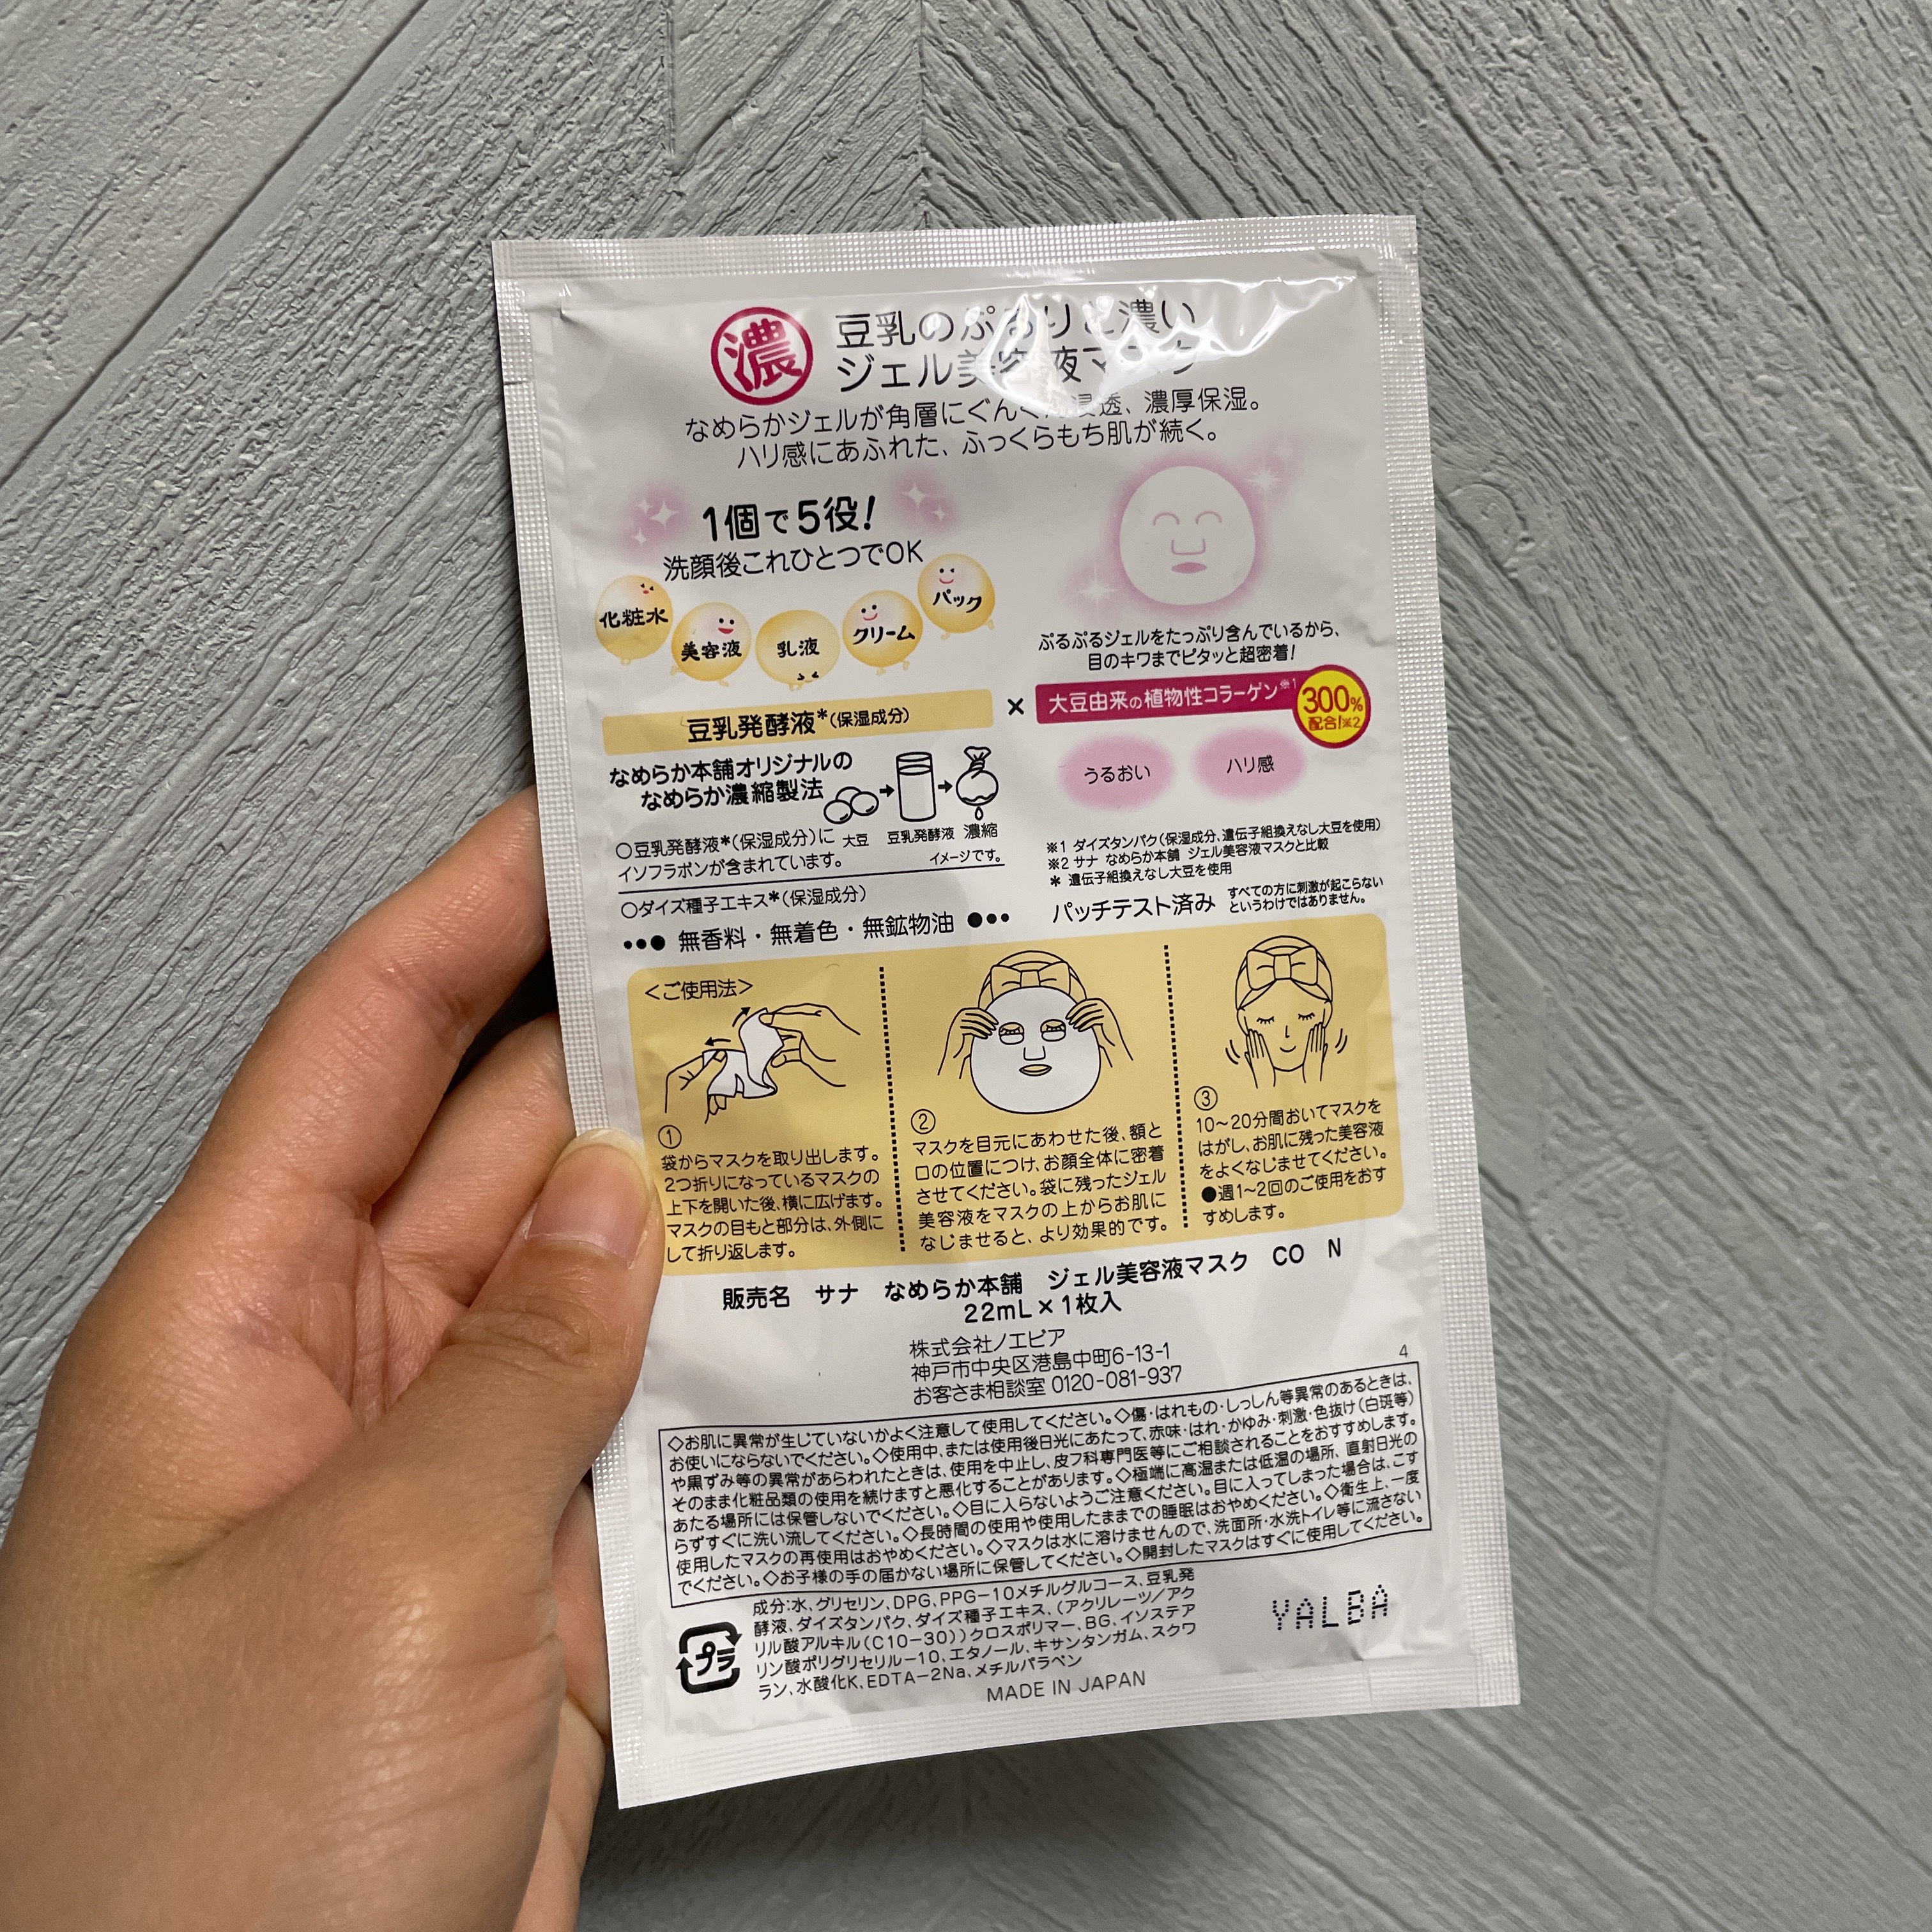 濃
豆乳のぷるりと濃い
ジェル美容液マスク
なめらかジェルが角層にぐんぐん浸透、濃厚保湿。
ハリ感にあふれた、ふっくらもち肌が続く。
1個で5役!
洗顔後これひとつでOK
化粧水
美容液
乳液
クリーム
パック
ぷるぷるジェルをたっぷり含んでいるから、
目のキワまでピタッと超密着!
豆乳発酵液*(保湿成分)
×
大豆由来の植物性コラーゲン※1
300%
配合!※2
なめらか本舗オリジナルの
なめらか濃縮製法
大豆 豆乳発酵液 濃縮
イメージです。
うるおい
ハリ感
○豆乳発酵液*(保湿成分)に
イソフラボンが含まれています。
○ダイズ種子エキス*(保湿成分)
●●● 無香料・無着色・無鉱物油 ●●●
※1 ダイズタンパク(保湿成分、遺伝子組換えなし大豆を使用)
※2 サナ なめらか本舗 ジェル美容液マスクと比較
* 遺伝子組換えなし大豆を使用
パッチテスト済み
すべての方に刺激が起こらない
というわけではありません。
<ご使用法>
①
袋からマスクを取り出します。
2つ折りになっているマスクの
上下を開いた後、横に広げます。
マスクの目もと部分は、外側に
して折り返します。
②
マスクを目元にあわせた後、額と
口の位置につけ、お顔全体に密着
させてください。袋に残ったジェル
美容液をマスクの上からお肌に
なじませると、より効果的です。
③
10~20分間おいてマスクを
はがし、お肌に残った美容液
をよくなじませてください。
●週1~2回のご使用をおす
すめします。
販売名 サナ なめらか本舗 ジェル美容液マスク CO N
22mL×1枚入
株式会社ノエビア
神戸市中央区港島中町6-13-1
お客さま相談室 0120-081-937
4
◇お肌に異常が生じていないかよく注意して使用してください。◇傷・はれもの・しっしん等異常のあるときは、
お使いにならないでください。◇使用中、または使用後日光にあたって、赤味・はれ・かゆみ・刺激・色抜け(白斑等)
や黒ずみ等の異常があらわれたときは、使用を中止し、皮フ科専門医等にご相談されることをおすすめします。
そのまま化粧品類の使用を続けますと悪化することがあります。◇極端に高温または低温の場所、直射日光の
あたる場所には保管しないでください。◇目に入らないようご注意ください。目に入ってしまった場合は、こす
らずすぐに洗い流してください。◇長時間の使用や使用したままでの睡眠はおやめください。◇衛生上、一度
使用したマスクの再使用はおやめください。◇マスクは水に溶けませんので、洗面所・水洗トイレ等に流さない
でください。◇お子様の手の届かない場所に保管してください。◇開封したマスクはすぐに使用してください。
プラ
成分:水、グリセリン、DPG、PPG-10メチルグルコース、豆乳発
酵液、ダイズタンパク、ダイズ種子エキス、(アクリレーツ/アク
リル酸アルキル(C10-30))クロスポリマー、BG、イソステア
リン酸ポリグリセリル-10、エタノール、キサンタンガム、スクワ
ラン、水酸化K、EDTA-2Na、メチルパラベン
YALBA
MADE IN JAPAN